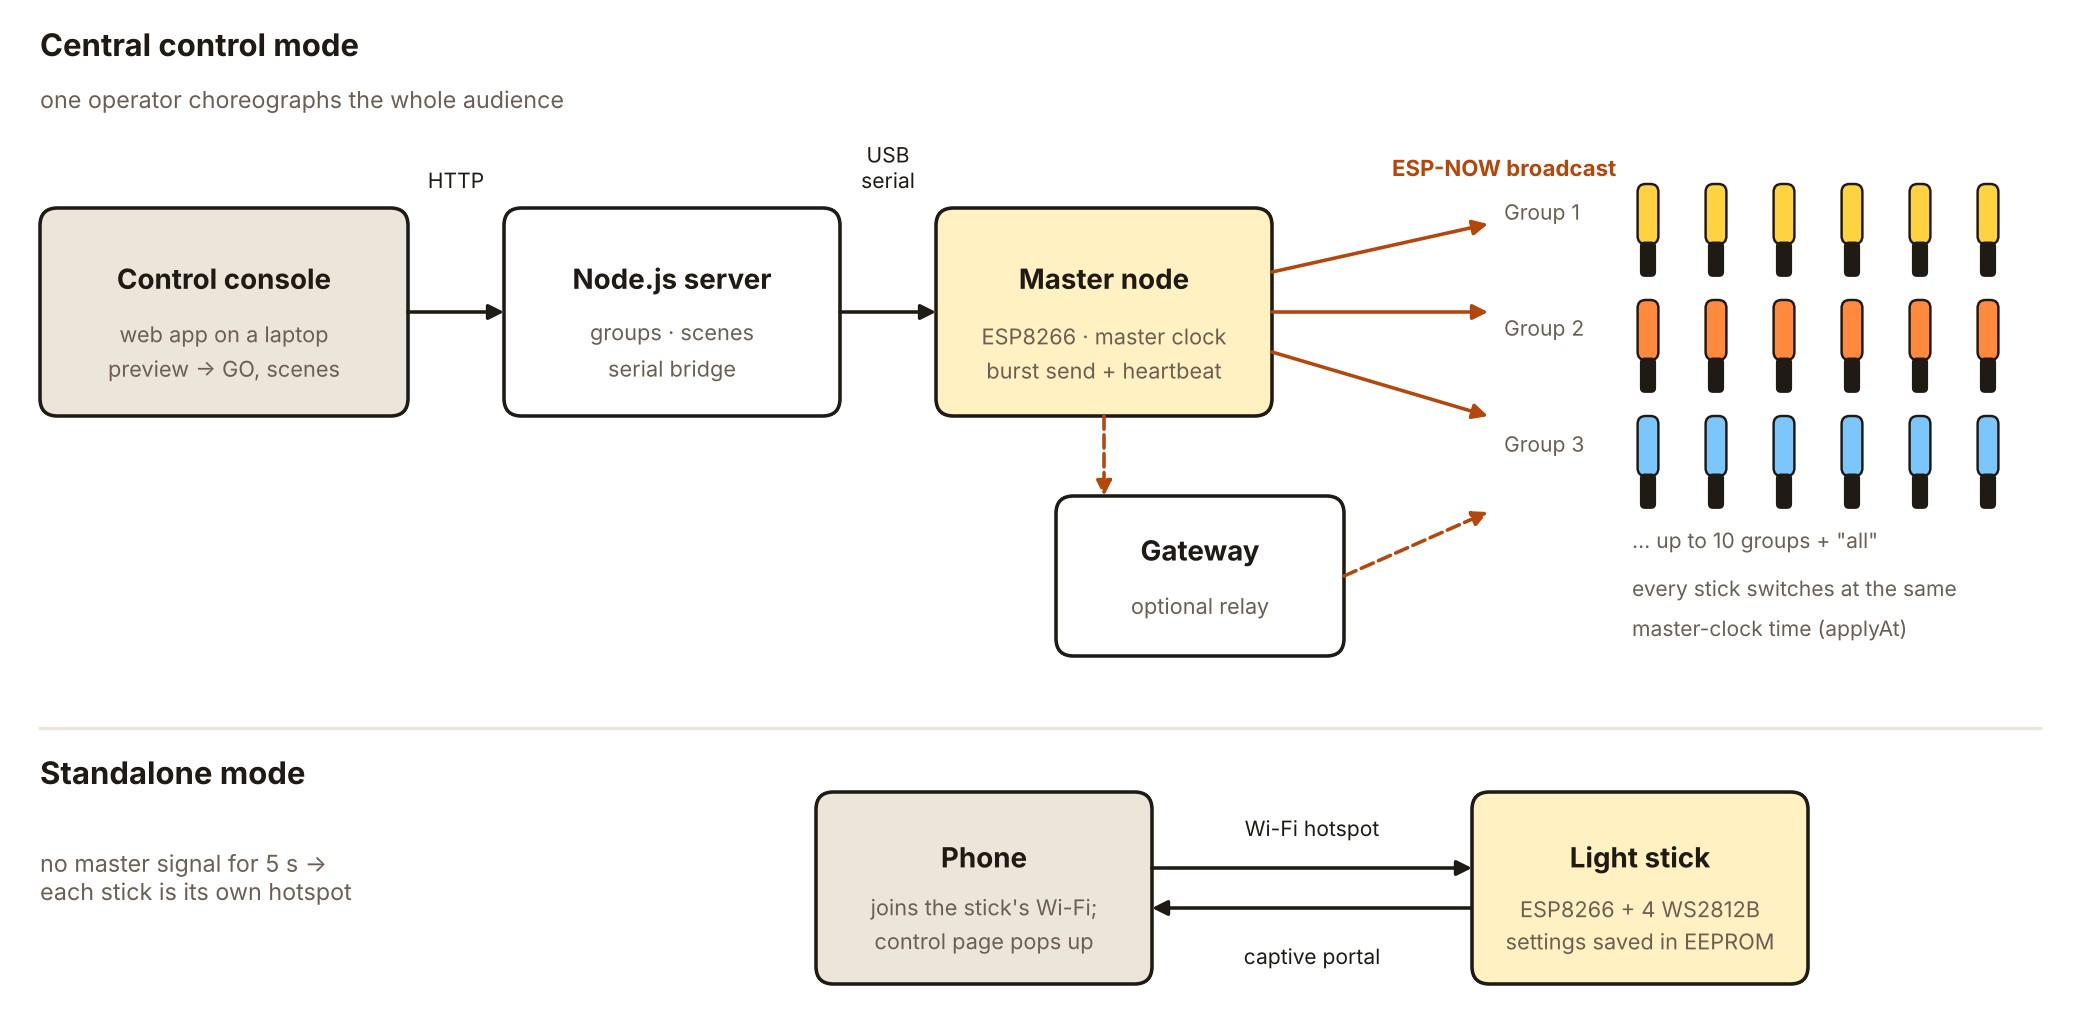 Central control mode
one operator choreographs the whole audience
HTTP
USB
serial
ESP-NOW broadcast
Control console
web app on a laptop
preview → GO, scenes
Node.js server
groups · scenes
serial bridge
Master node
ESP8266 · master clock
burst send + heartbeat
Group 1
Group 2
Group 3
Gateway
optional relay
... up to 10 groups + "all"
every stick switches at the same
master-clock time (applyAt)
Standalone mode
no master signal for 5 s →
each stick is its own hotspot
Phone
joins the stick's Wi-Fi;
control page pops up
Wi-Fi hotspot
captive portal
Light stick
ESP8266 + 4 WS2812B
settings saved in EEPROM